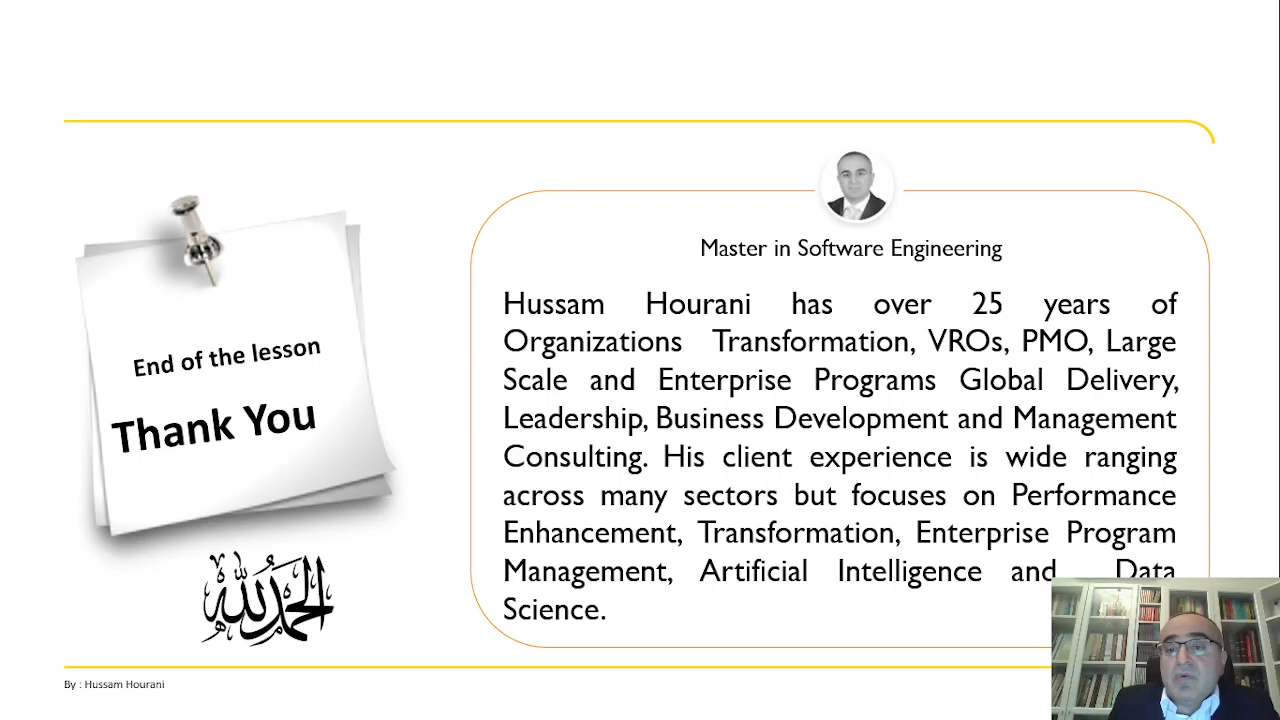 End of the lesson
Thank You
الحمد لله
Master in Software Engineering
Hussam Hourani has over 25 years of
Organizations Transformation, VROs, PMO, Large
Scale and Enterprise Programs Global Delivery,
Leadership, Business Development and Management
Consulting. His client experience is wide ranging
across many sectors but focuses on Performance
Enhancement, Transformation, Enterprise Program
Management, Artificial Intelligence and Data
Science.
By : Hussam Hourani